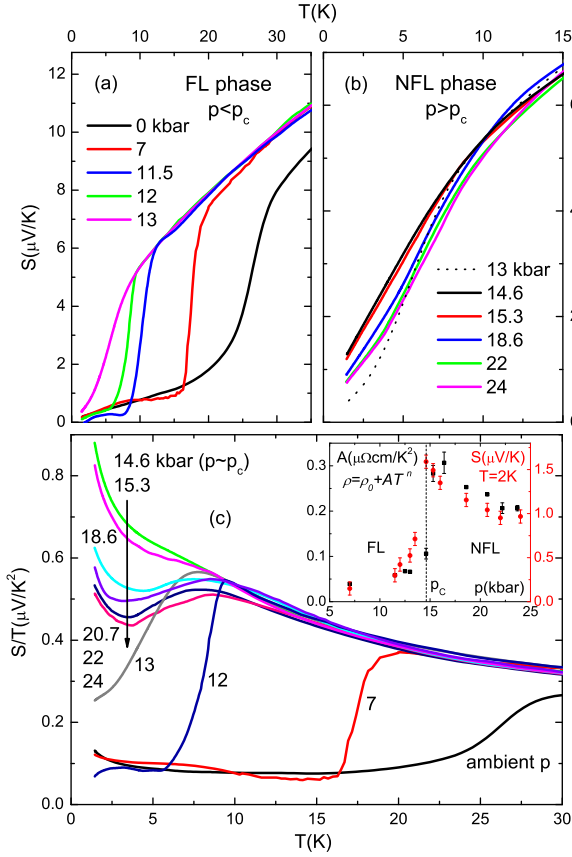 T(K)
0 10 20 30
0 5 10 15
12
10
8
6
4
2
0
S(μV/K)
(a)
FL phase
p<p_c
0 kbar
7
11.5
12
13
(b)
NFL phase
p>p_c
13 kbar
14.6
15.3
18.6
22
24
6
4
2
0
0.8
0.6
0.4
0.2
0.0
S/T(μV/K²)
14.6 kbar (p~p_c)
15.3
(c)
18.6
20.7
22
24
13
12
7
ambient p
0.3
0.2
0.1
0.0
A(μΩcm/K²)
ρ=ρ₀+ATⁿ
S(μV/K)
T=2K
1.5
1.0
0.5
0.0
FL
NFL
p_c
p(kbar)
10 15 20
0 5 10 15 20 25 30
T(K)